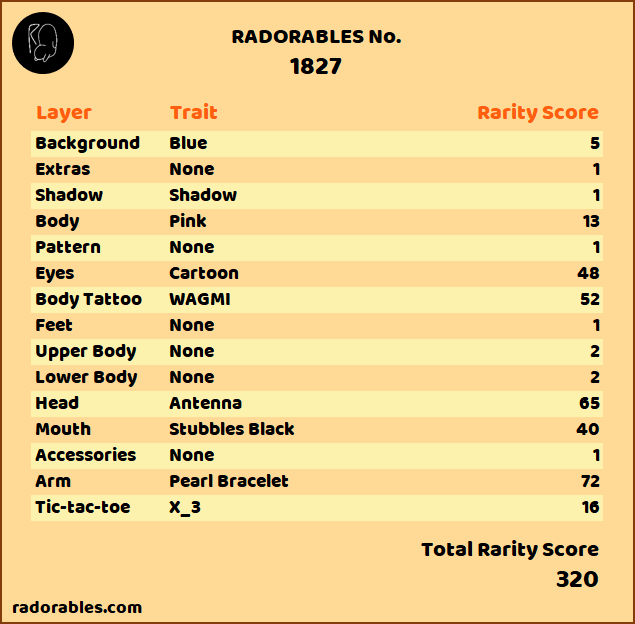 RADORABLES No.
1827
Layer Trait Rarity Score
Background Blue 5
Extras None 1
Shadow Shadow 1
Body Pink 13
Pattern None 1
Eyes Cartoon 48
Body Tattoo WAGMI 52
Feet None 1
Upper Body None 2
Lower Body None 2
Head Antenna 65
Mouth Stubbles Black 40
Accessories None 1
Arm Pearl Bracelet 72
Tic-tac-toe X_3 16
Total Rarity Score
320
radorables.com